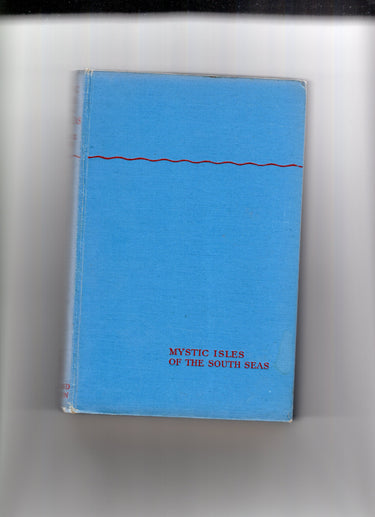 MYSTIC ISLES
OF THE SOUTH SEAS